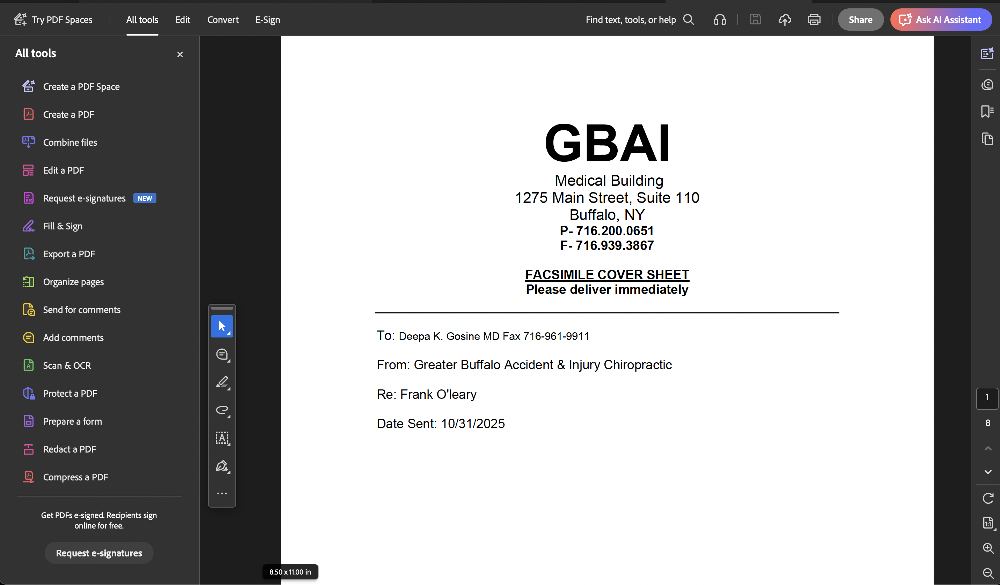 Try PDF Spaces
All tools
Edit
Convert
E-Sign
Find text, tools, or help
Share
Ask AI Assistant
All tools
Create a PDF Space
Create a PDF
Combine files
Edit a PDF
Request e-signatures NEW
Fill & Sign
Export a PDF
Organize pages
Send for comments
Add comments
Scan & OCR
Protect a PDF
Prepare a form
Redact a PDF
Compress a PDF
Get PDFs e-signed. Recipients sign
online for free.
Request e-signatures
8.50 x 11.00 in
GBAI
Medical Building
1275 Main Street, Suite 110
Buffalo, NY
P- 716.200.0651
F- 716.939.3867
FACSIMILE COVER SHEET
Please deliver immediately
To: Deepa K. Gosine MD Fax 716-961-9911
From: Greater Buffalo Accident & Injury Chiropractic
Re: Frank O'leary
Date Sent: 10/31/2025
1
8
1:1